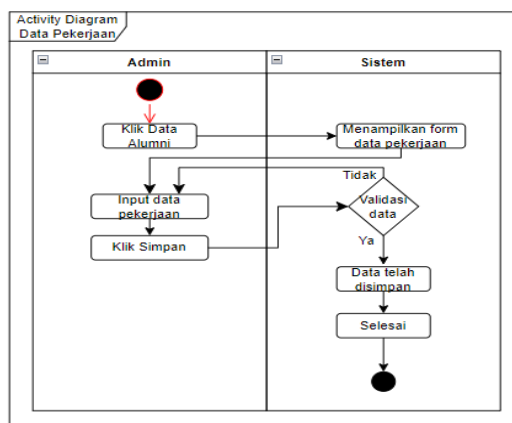 Activity Diagram
Data Pekerjaan
Admin
Sistem
Klik Data
Alumni
Menampilkan form
data pekerjaan
Tidak
Input data
pekerjaan
Validasi
data
Klik Simpan
Ya
Data telah
disimpan
Selesai